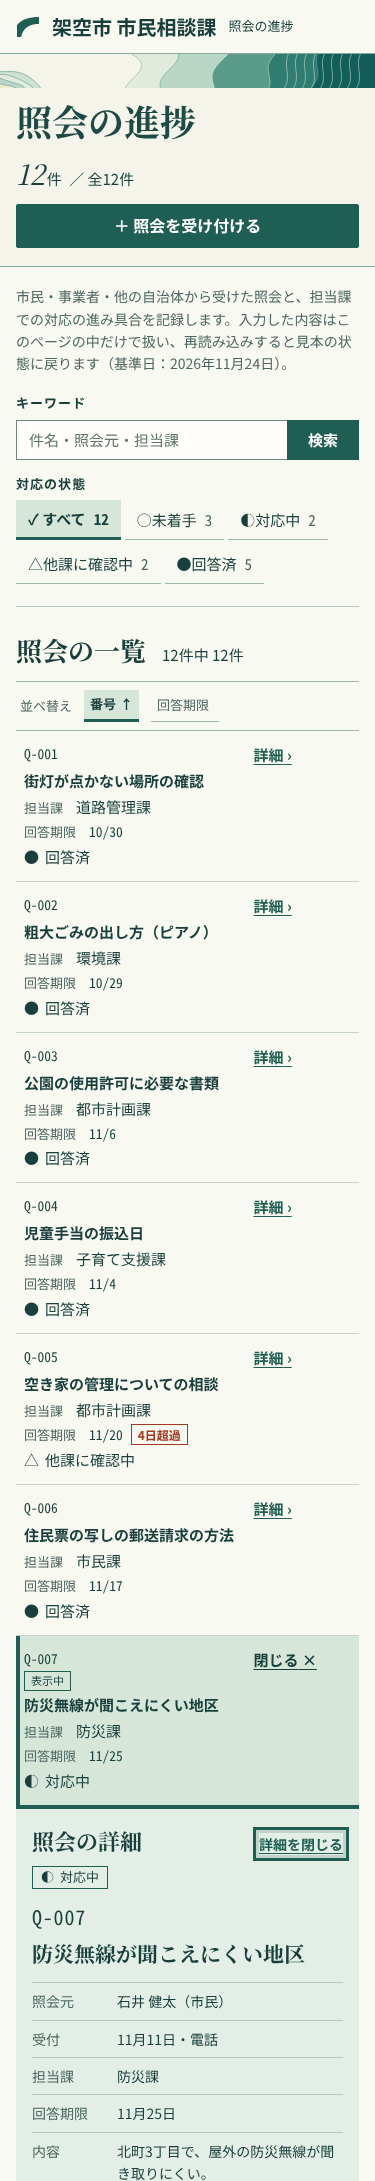 架空市 市民相談課 照会の進捗
照会の進捗
12件 ／ 全12件
＋ 照会を受け付ける
市民・事業者・他の自治体から受けた照会と、担当課
での対応の進み具合を記録します。入力した内容はこ
のページの中だけで扱い、再読み込みすると見本の状
態に戻ります（基準日：2026年11月24日）。
キーワード
件名・照会元・担当課 検索
対応の状態
✓ すべて 12 ○未着手 3 ◐対応中 2
△他課に確認中 2 ●回答済 5
照会の一覧 12件中 12件
並べ替え 番号 ↑ 回答期限
Q-001 詳細 ›
街灯が点かない場所の確認
担当課 道路管理課
回答期限 10/30
● 回答済
Q-002 詳細 ›
粗大ごみの出し方（ピアノ）
担当課 環境課
回答期限 10/29
● 回答済
Q-003 詳細 ›
公園の使用許可に必要な書類
担当課 都市計画課
回答期限 11/6
● 回答済
Q-004 詳細 ›
児童手当の振込日
担当課 子育て支援課
回答期限 11/4
● 回答済
Q-005 詳細 ›
空き家の管理についての相談
担当課 都市計画課
回答期限 11/20 4日超過
△ 他課に確認中
Q-006 詳細 ›
住民票の写しの郵送請求の方法
担当課 市民課
回答期限 11/17
● 回答済
Q-007 閉じる ×
表示中
防災無線が聞こえにくい地区
担当課 防災課
回答期限 11/25
◐ 対応中
照会の詳細 詳細を閉じる
◐ 対応中
Q-007
防災無線が聞こえにくい地区
照会元 石井 健太（市民）
受付 11月11日・電話
担当課 防災課
回答期限 11月25日
内容 北町3丁目で、屋外の防災無線が聞
き取りにくい。